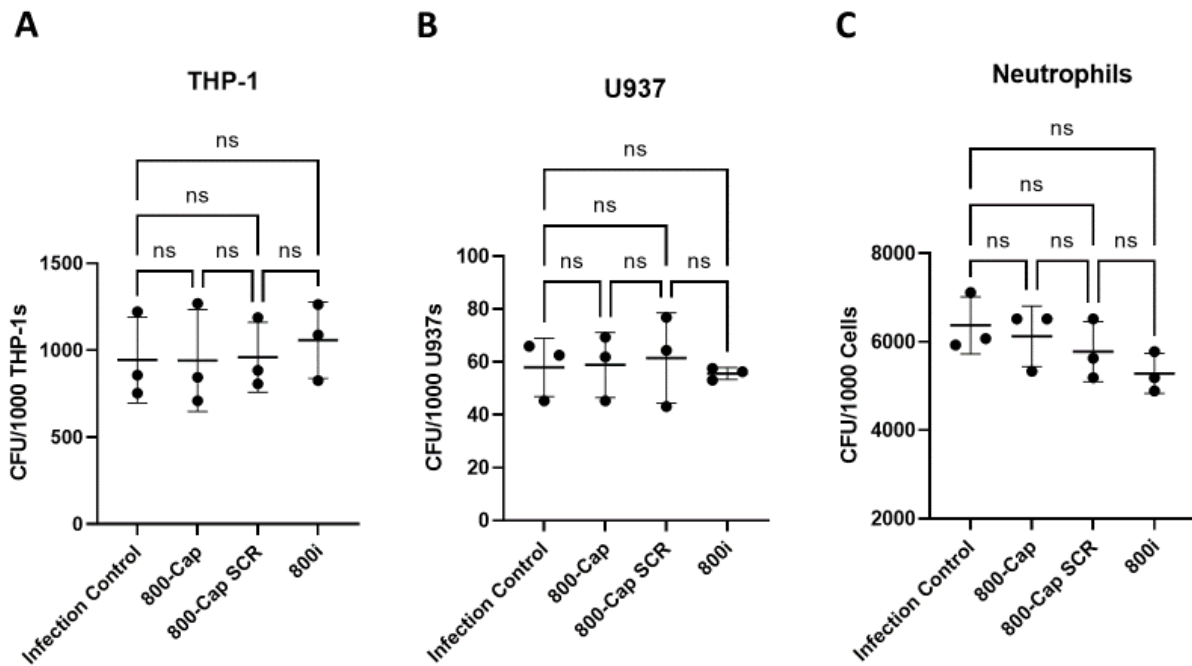 A
THP-1
ns
ns
ns ns ns
1500
1000
500
0
CFU/1000 THP-1s
Infection Control
800-Cap
800-Cap SCR
800i
B
U937
ns
ns
ns ns ns
100
80
60
40
20
0
CFU/1000 U937s
Infection Control
800-Cap
800-Cap SCR
800i
C
Neutrophils
ns
ns
ns ns ns
8000
6000
4000
2000
CFU/1000 Cells
Infection Control
800-Cap
800-Cap SCR
800i